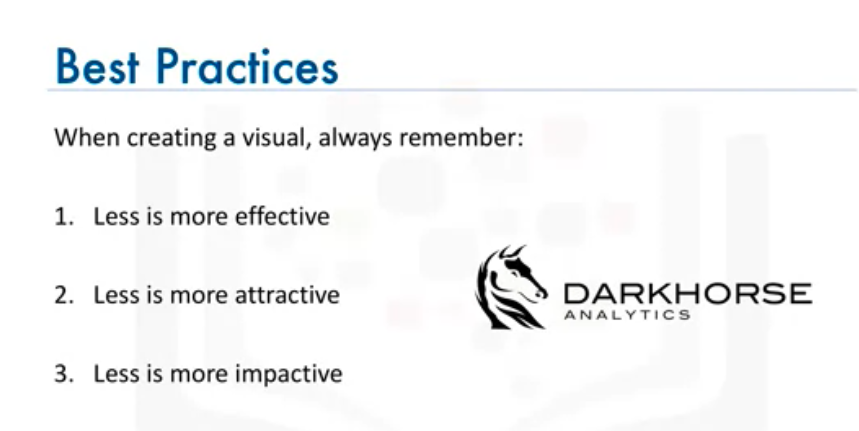 Best Practices
When creating a visual, always remember:
1. Less is more effective
2. Less is more attractive
DARKHORSE
ANALYTICS
3. Less is more impactive